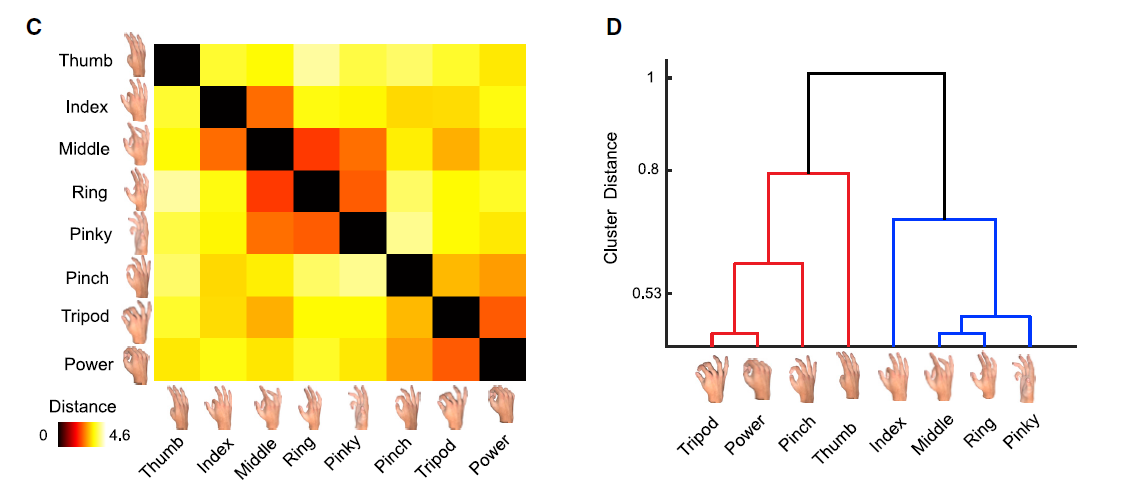 C
Thumb
Index
Middle
Ring
Pinky
Pinch
Tripod
Power
Distance
0 4.6
Thumb
Index
Middle
Ring
Pinky
Pinch
Tripod
Power
D
Cluster Distance
1
0.8
0.53
Tripod
Power
Pinch
Thumb
Index
Middle
Ring
Pinky